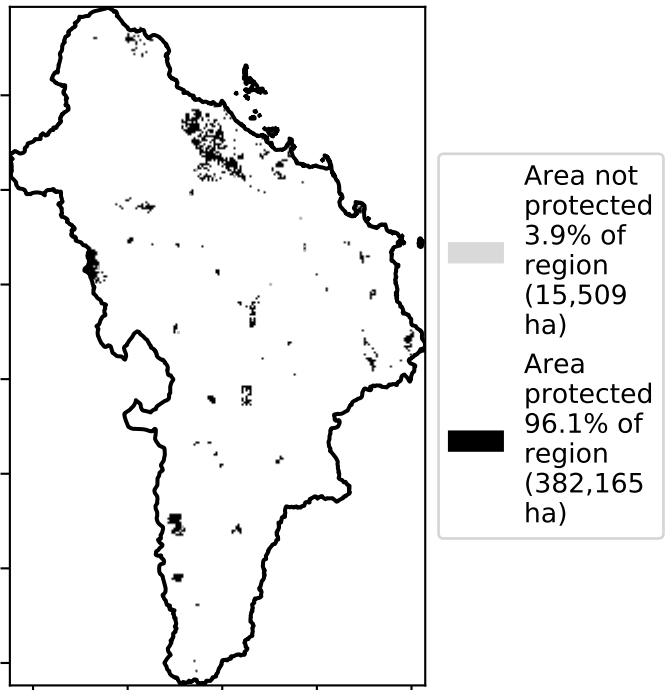 Area not
protected
3.9% of
region
(15,509
ha)
Area
protected
96.1% of
region
(382,165
ha)